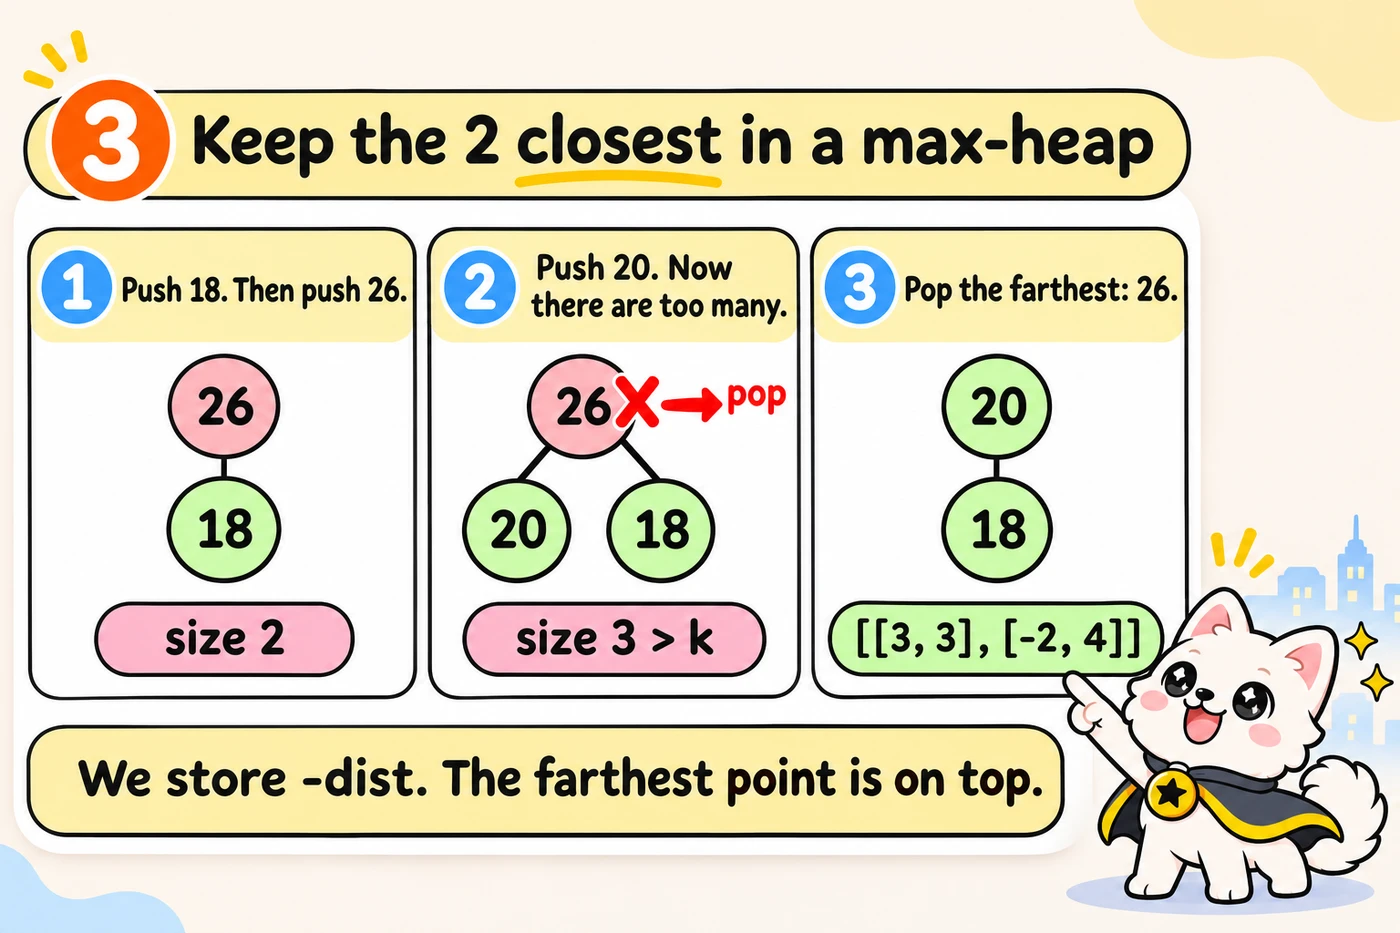 3 Keep the 2 closest in a max-heap
1 Push 18. Then push 26.
26
18
size 2
2 Push 20. Now
there are too many.
26 X → pop
20 18
size 3 > k
3 Pop the farthest: 26.
20
18
[[3, 3], [-2, 4]]
We store -dist. The farthest point is on top.